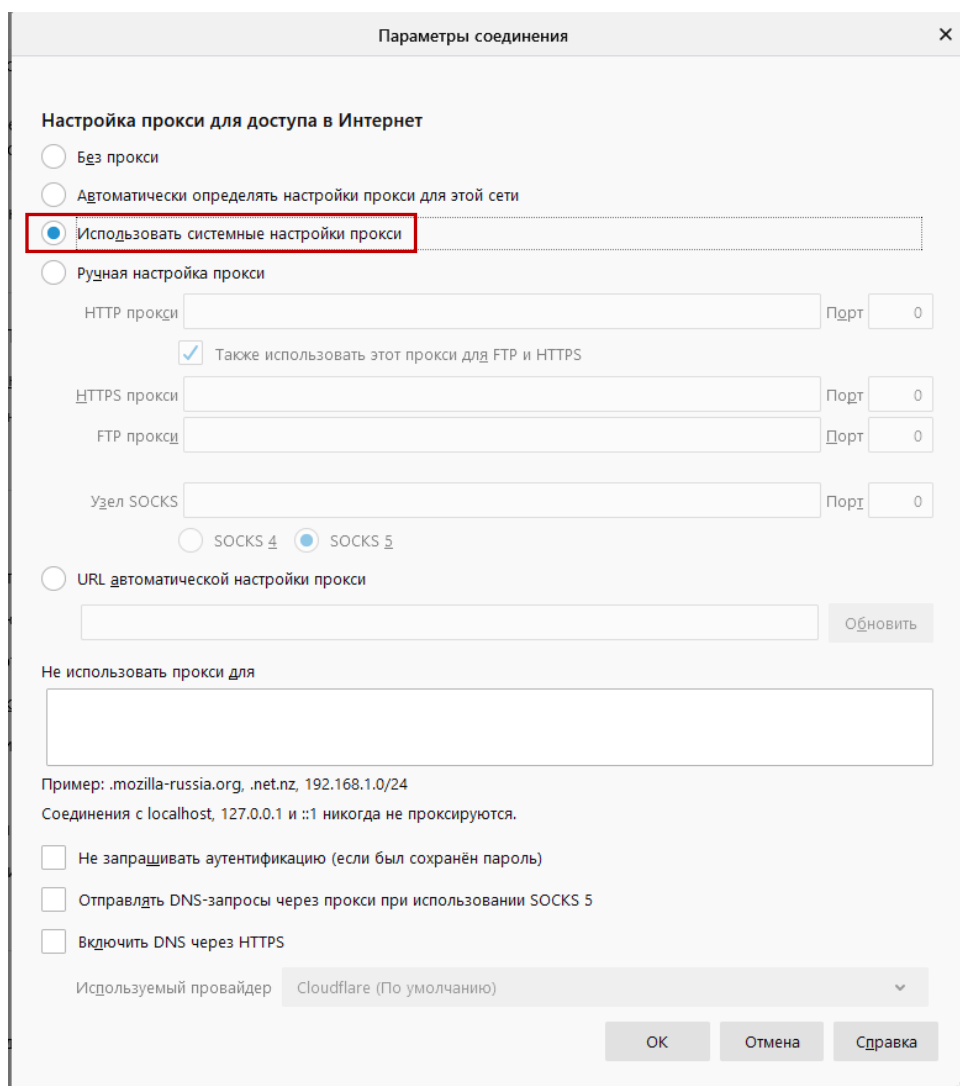 Параметры соединения
Настройка прокси для доступа в Интернет
Без прокси
Автоматически определять настройки прокси для этой сети
Использовать системные настройки прокси
Ручная настройка прокси
HTTP прокси Порт 0
Также использовать этот прокси для FTP и HTTPS
HTTPS прокси Порт 0
FTP прокси Порт 0
Узел SOCKS Порт 0
SOCKS 4 SOCKS 5
URL автоматической настройки прокси
Обновить
Не использовать прокси для
Пример: .mozilla-russia.org, .net.nz, 192.168.1.0/24
Соединения с localhost, 127.0.0.1 и ::1 никогда не проксируются.
Не запрашивать аутентификацию (если был сохранён пароль)
Отправлять DNS-запросы через прокси при использовании SOCKS 5
Включить DNS через HTTPS
Используемый провайдер Cloudflare (По умолчанию)
ОК Отмена Справка